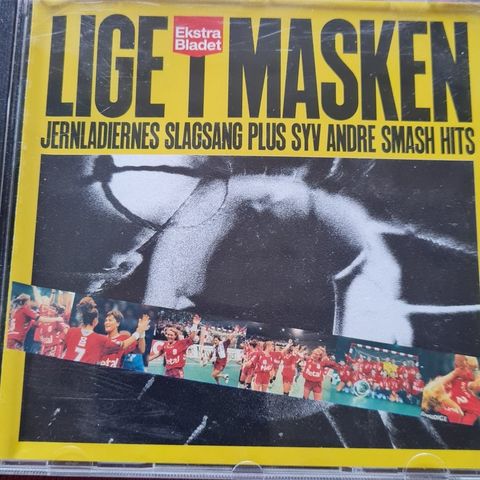 LIGE I MASKEN
Ekstra
Bladet
JERNLADIERNES SLAGSANG PLUS SYV ANDRE SMASH HITS